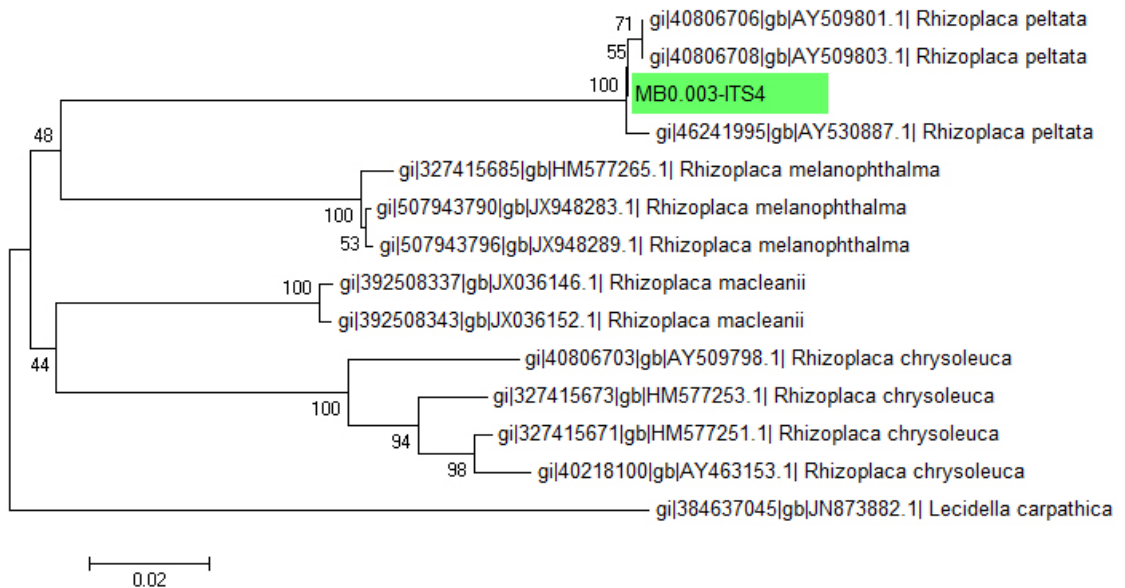 71
gi|40806706|gb|AY509801.1| Rhizoplaca peltata
55
gi|40806708|gb|AY509803.1| Rhizoplaca peltata
100
MB0.003-ITS4
gi|46241995|gb|AY530887.1| Rhizoplaca peltata
48
gi|327415685|gb|HM577265.1| Rhizoplaca melanophthalma
100
gi|507943790|gb|JX948283.1| Rhizoplaca melanophthalma
53
gi|507943796|gb|JX948289.1| Rhizoplaca melanophthalma
100
gi|392508337|gb|JX036146.1| Rhizoplaca macleanii
gi|392508343|gb|JX036152.1| Rhizoplaca macleanii
44
gi|40806703|gb|AY509798.1| Rhizoplaca chrysoleuca
100
gi|327415673|gb|HM577253.1| Rhizoplaca chrysoleuca
94
gi|327415671|gb|HM577251.1| Rhizoplaca chrysoleuca
98
gi|40218100|gb|AY463153.1| Rhizoplaca chrysoleuca
gi|384637045|gb|JN873882.1| Lecidella carpathica
0.02